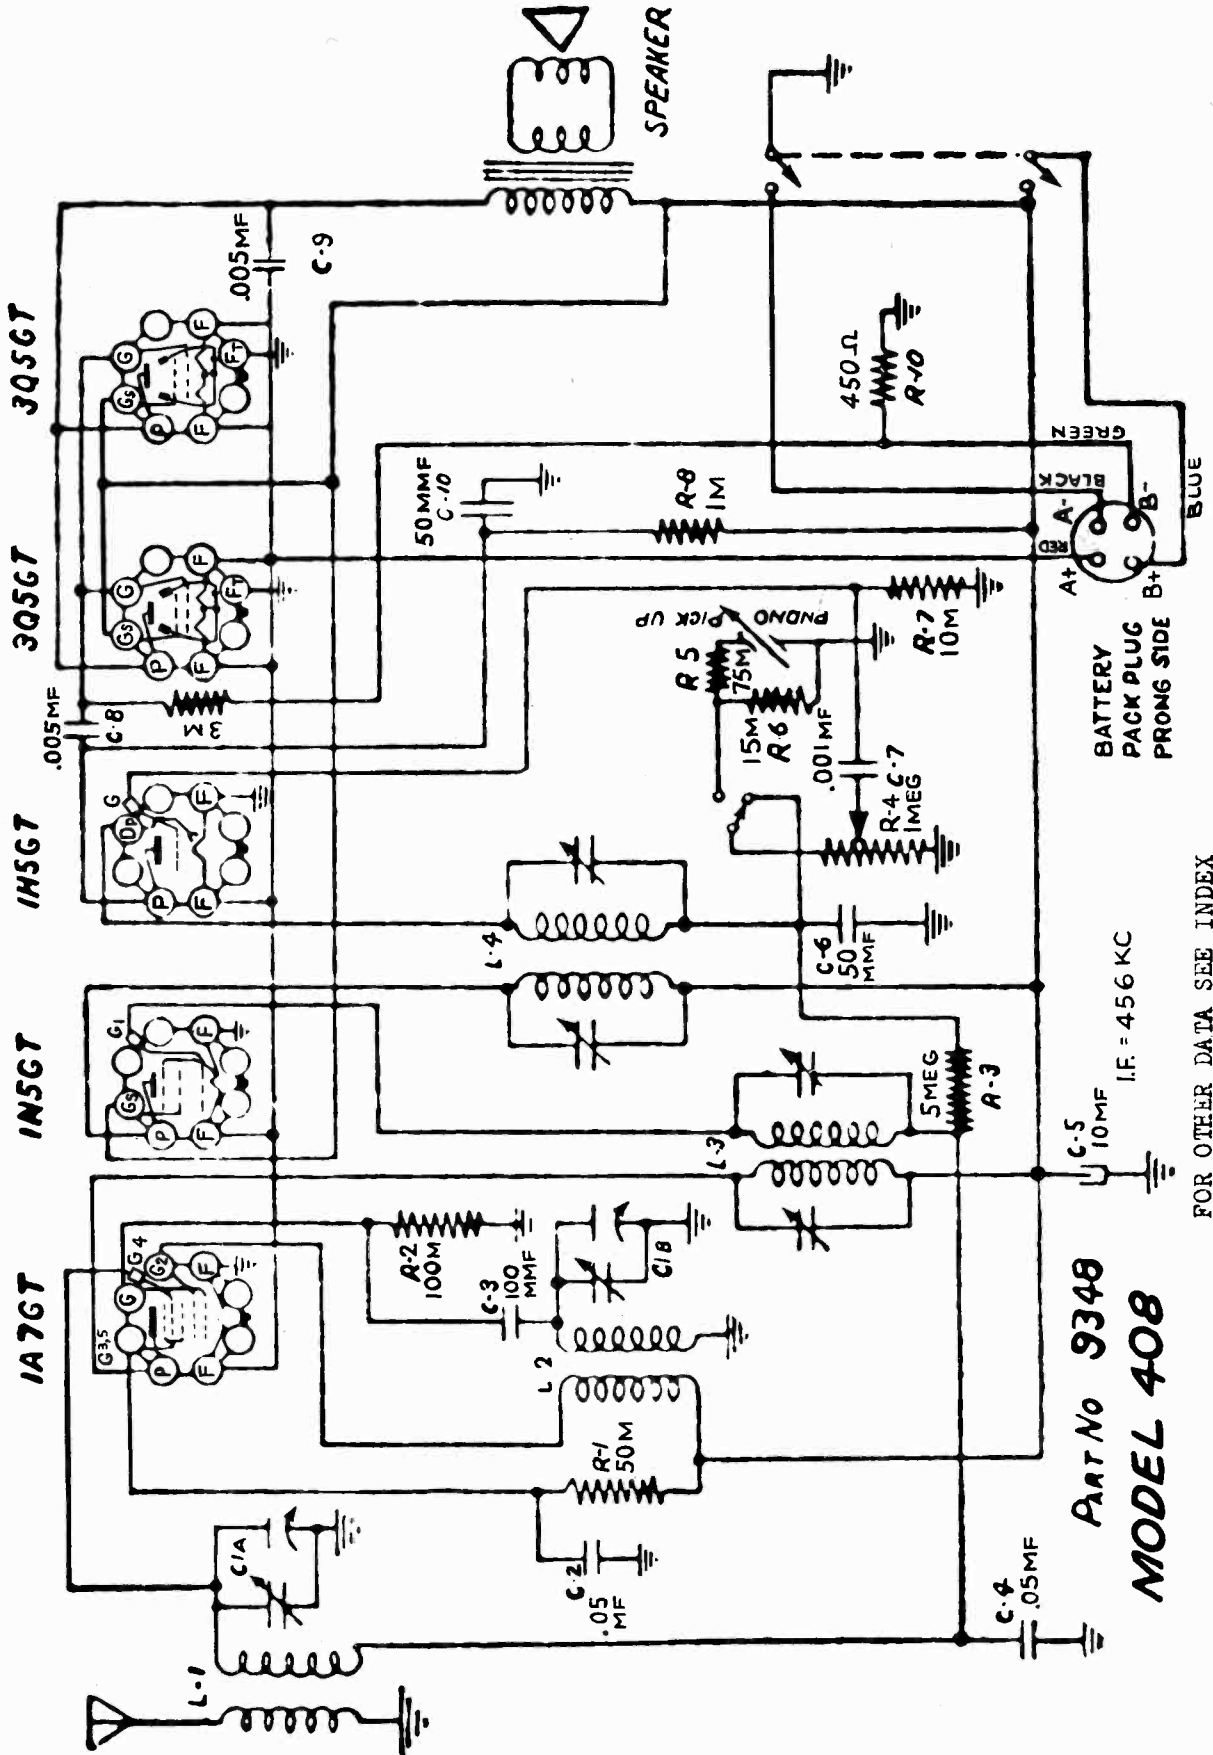 1A7GT
1N5GT
1H5GT
3Q5GT
3Q5GT
G3,5
G
G4
G2
P
F
F
Gs
G1
P
F
F
Dp
G
P
F
F
Gs
G
P
F
F
FT
Gs
G
P
F
F
FT
.005MF
C-8
3M
.005MF
C-9
SPEAKER
L-1
C1A
C-2
.05
MF
R-1
50M
L 2
C-3
100
MMF
R-2
100M
C1B
L-3
L-4
5MEG
R-3
C-6
50
MMF
R-4
1MEG
C-7
.001MF
15M
R-6
R5
75M
PHONO
PICK UP
R-7
10M
R-8
1M
50MMF
C-10
450Ω
R-10
C-4
.05MF
C-5
10MF
I.F. = 456 KC
GREEN
BLACK
RED
BLUE
A+
A-
B+
B-
BATTERY
PACK PLUG
PRONG SIDE
PART NO 9348
MODEL 408
FOR OTHER DATA SEE INDEX